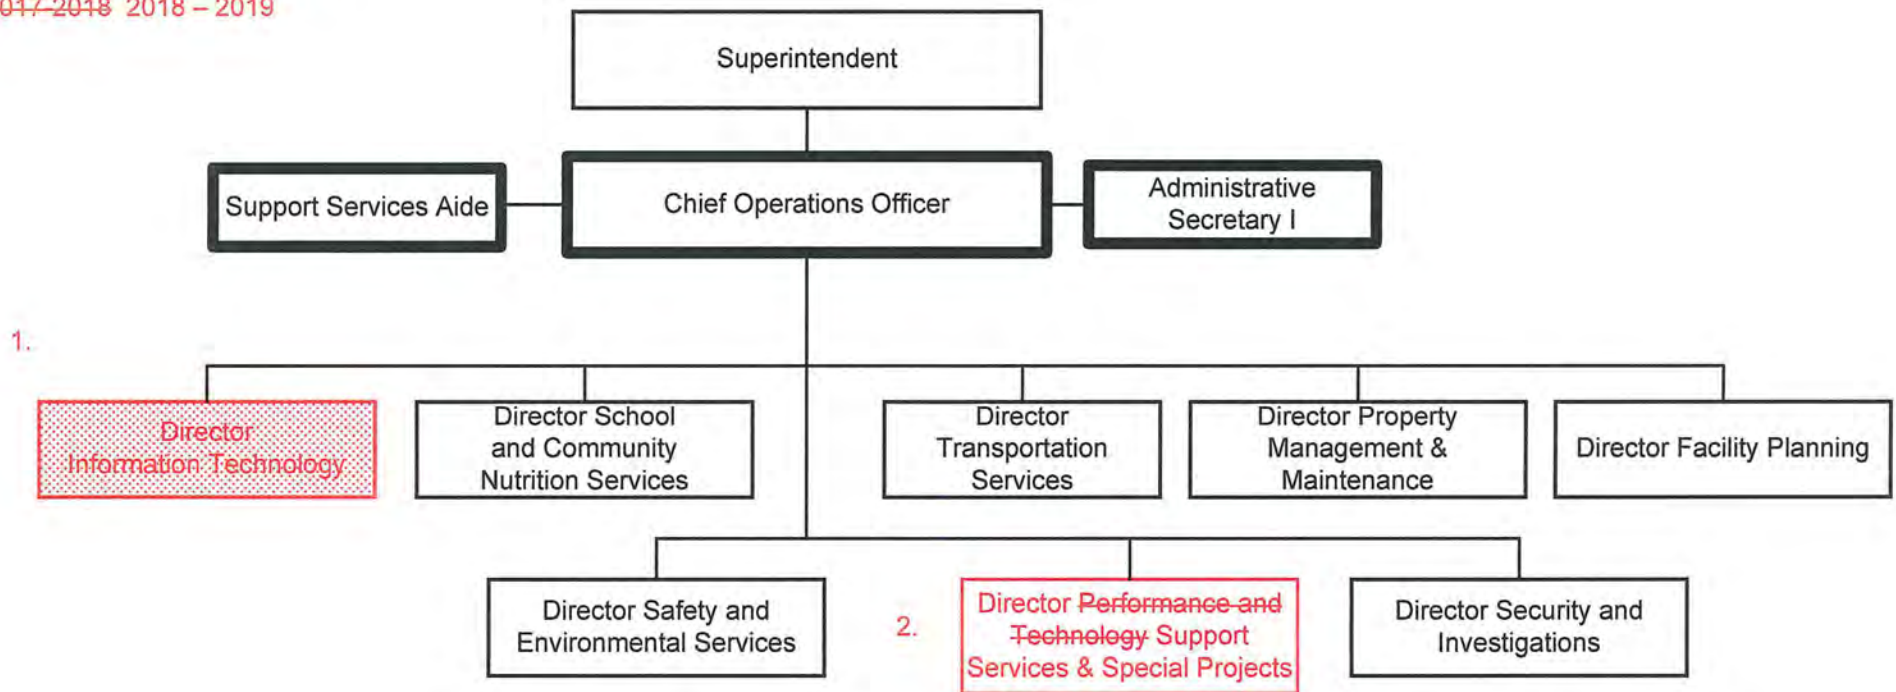 017-2018 2018 – 2019
Superintendent
Support Services Aide
Chief Operations Officer
Administrative
Secretary I
1.
Director
Information Technology
Director School
and Community
Nutrition Services
Director
Transportation
Services
Director Property
Management &
Maintenance
Director Facility Planning
Director Safety and
Environmental Services
2.
Director Performance and
Technology Support
Services & Special Projects
Director Security and
Investigations